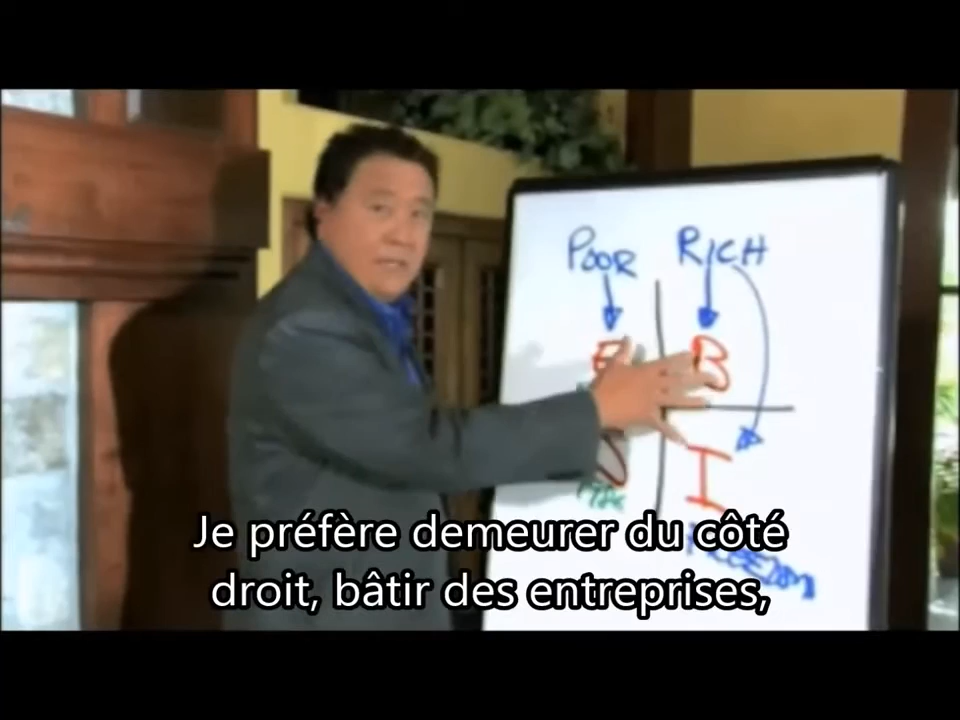 POOR RICH
B
I
Je préfère demeurer du côté
droit, bâtir des entreprises,